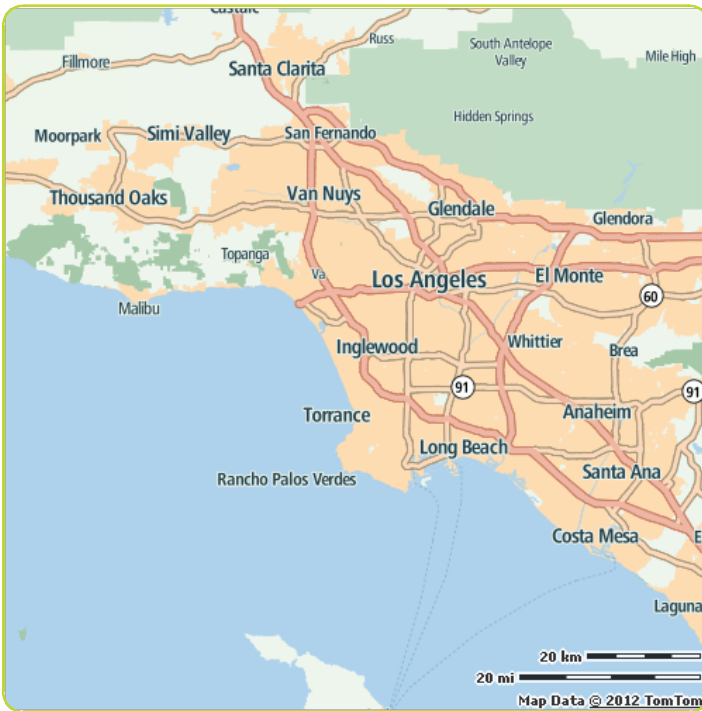 Castaic
Russ
South Antelope
Valley
Mile High
Fillmore
Santa Clarita
Hidden Springs
Moorpark
Simi Valley
San Fernando
Thousand Oaks
Van Nuys
Glendale
Glendora
Topanga
Va
Los Angeles
El Monte
Malibu
60
Inglewood
Whittier
Brea
91
91
Torrance
Anaheim
Long Beach
Rancho Palos Verdes
Santa Ana
Costa Mesa
E
Laguna
20 km
20 mi
Map Data © 2012 TomTom